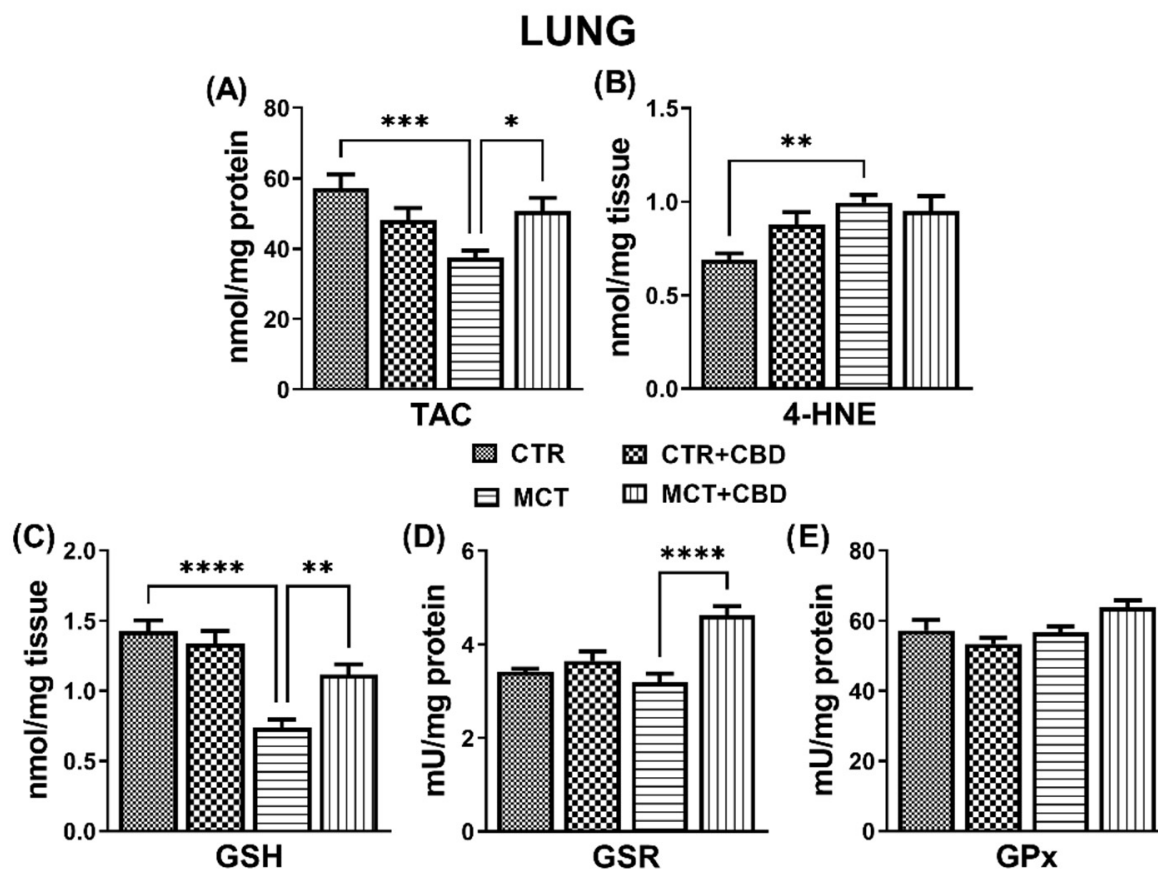 LUNG
(A)
nmol/mg protein
80
60
40
20
0
***
*
TAC
(B)
nmol/mg tissue
1.5
1.0
0.5
0.0
**
4-HNE
CTR
CTR+CBD
MCT
MCT+CBD
(C)
nmol/mg tissue
2.0
1.5
1.0
0.5
0.0
****
**
GSH
(D)
mU/mg protein
6
4
2
0
****
GSR
(E)
mU/mg protein
80
60
40
20
0
GPx